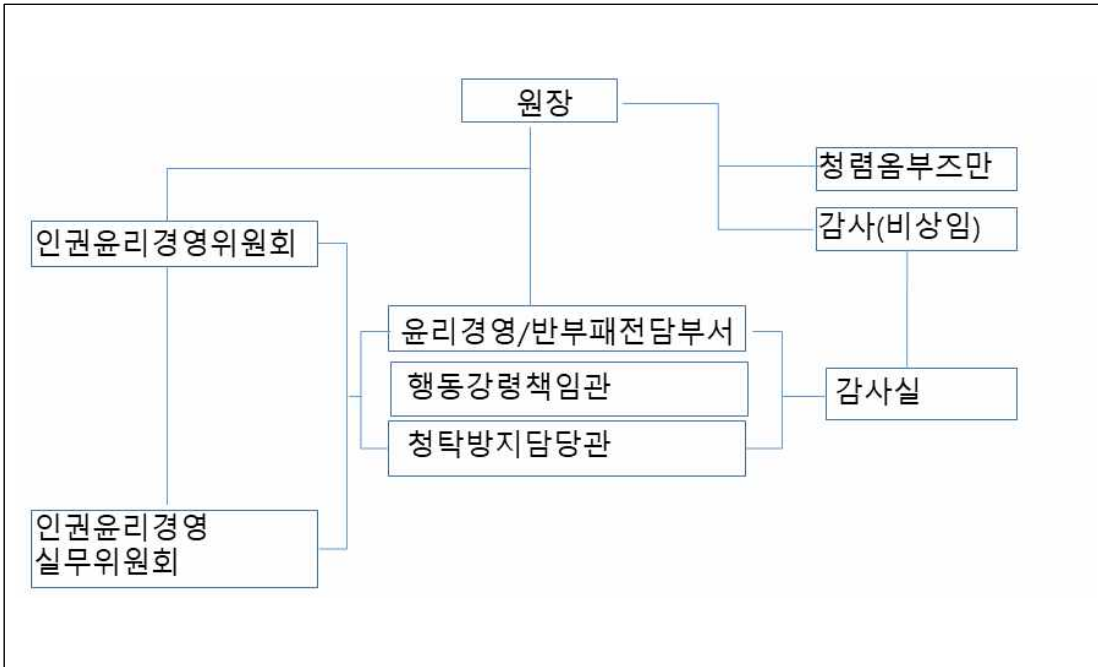 원장
청렴옴부즈만
감사(비상임)
인권윤리경영위원회
윤리경영/반부패전담부서
행동강령책임관
감사실
청탁방지담당관
인권윤리경영
실무위원회